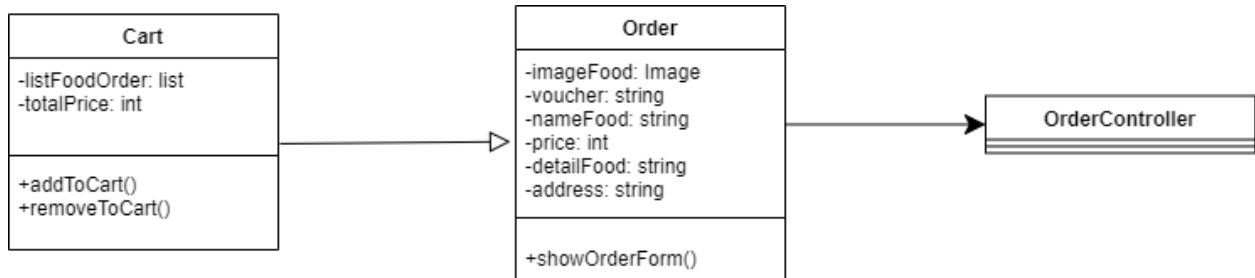 Cart
-listFoodOrder: list
-totalPrice: int
+addToCart()
+removeToCart()
Order
-imageFood: Image
-voucher: string
-nameFood: string
-price: int
-detailFood: string
-address: string
+showOrderForm()
OrderController